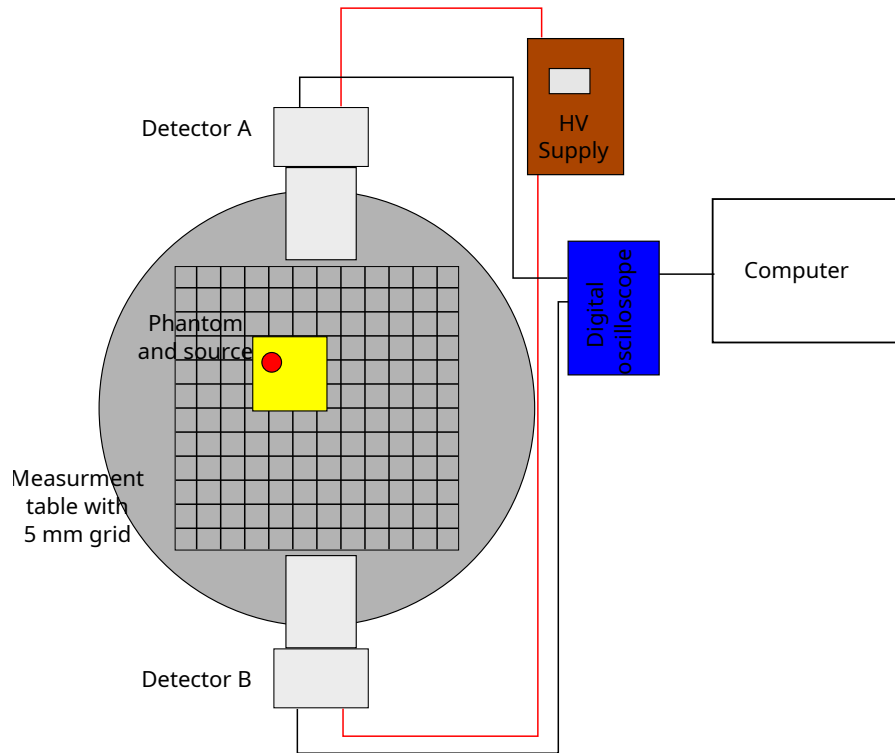 Detector A
HV
Supply
Digital
oscilloscope
Computer
Phantom
and source
Measurment
table with
5 mm grid
Detector B